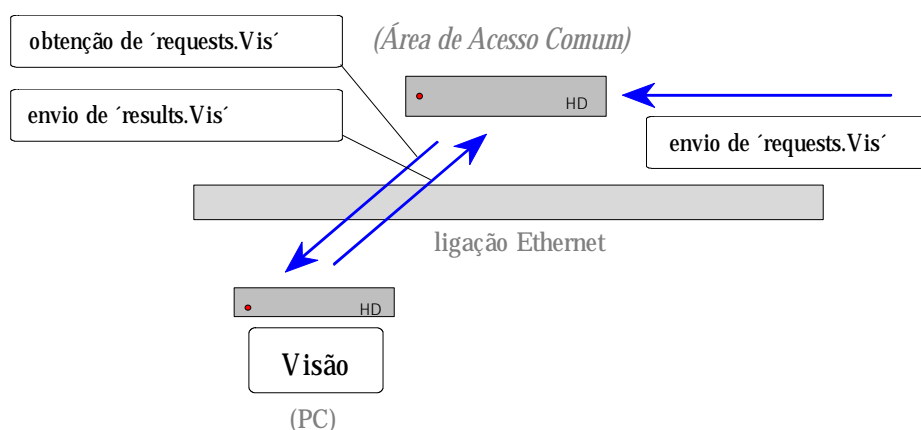 obtenção de ´requests.Vis´
(Área de Acesso Comum)
envio de ´results.Vis´
HD
envio de ´requests.Vis´
ligação Ethernet
HD
Visão
(PC)